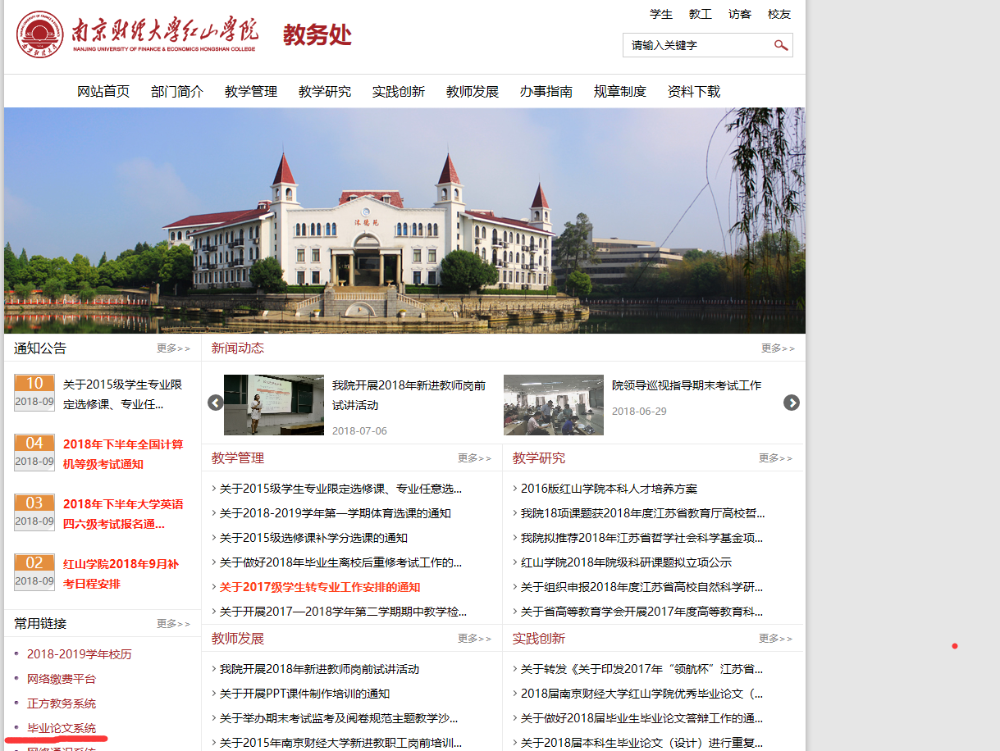 南京财经大学红山学院
NANJING UNIVERSITY OF FINANCE & ECONOMICS HONGSHAN COLLEGE
教务处
学生 教工 访客 校友
请输入关键字
网站首页 部门简介 教学管理 教学研究 实践创新 教师发展 办事指南 规章制度 资料下载
沐德苑
通知公告 更多>>
10
2018-09
关于2015级学生专业限
定选修课、专业任...
04
2018-09
2018年下半年全国计算
机等级考试通知
03
2018-09
2018年下半年大学英语
四六级考试报名通...
02
2018-09
红山学院2018年9月补
考日程安排
常用链接 更多>>
2018-2019学年校历
网络缴费平台
正方教务系统
毕业论文系统
新闻动态 更多>>
我院开展2018年新进教师岗前
试讲活动
2018-07-06
院领导巡视指导期末考试工作
2018-06-29
教学管理 更多>>
关于2015级学生专业限定选修课、专业任意选...
关于2018-2019学年第一学期体育选课的通知
关于2015级选修课补学分选课的通知
关于做好2018年毕业生离校后重修考试工作的...
关于2017级学生转专业工作安排的通知
关于开展2017—2018学年第二学期期中教学检...
教学研究 更多>>
2016版红山学院本科人才培养方案
我院18项课题获2018年度江苏省教育厅高校哲...
我院拟推荐2018年江苏省哲学社会科学基金项...
红山学院2018年院级科研课题拟立项公示
关于组织申报2018年度江苏省高校自然科学研...
关于省高等教育学会开展2017年度高等教育科...
教师发展 更多>>
我院开展2018年新进教师岗前试讲活动
关于开展PPT课件制作培训的通知
关于举办期末考试监考及阅卷规范主题教学沙...
关于2015年南京财经大学新进教职工岗前培训...
实践创新 更多>>
关于转发《关于印发2017年“领航杯”江苏省...
2018届南京财经大学红山学院优秀毕业论文（...
关于做好2018届毕业生毕业论文答辩工作的通...
关于2018届本科生毕业论文（设计）进行重复...